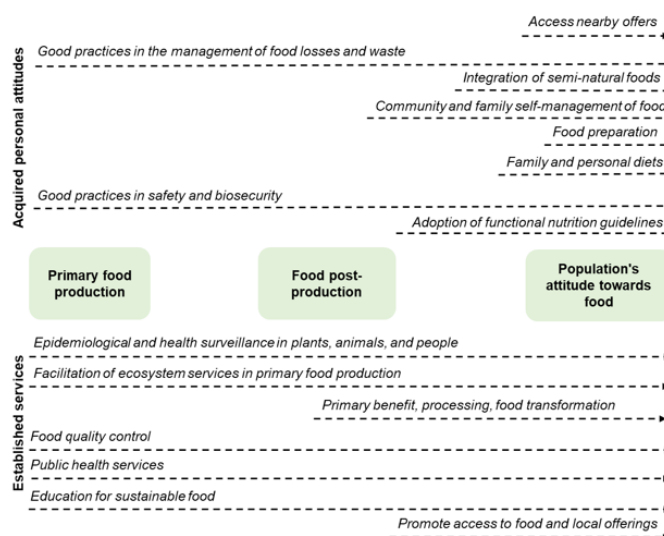 Acquired personal attitudes
Access nearby offers
Good practices in the management of food losses and waste
Integration of semi-natural foods
Community and family self-management of food
Food preparation
Family and personal diets
Good practices in safety and biosecurity
Adoption of functional nutrition guidelines
Primary food
production
Food post-
production
Population's
attitude towards
food
Established services
Epidemiological and health surveillance in plants, animals, and people
Facilitation of ecosystem services in primary food production
Primary benefit, processing, food transformation
Food quality control
Public health services
Education for sustainable food
Promote access to food and local offerings